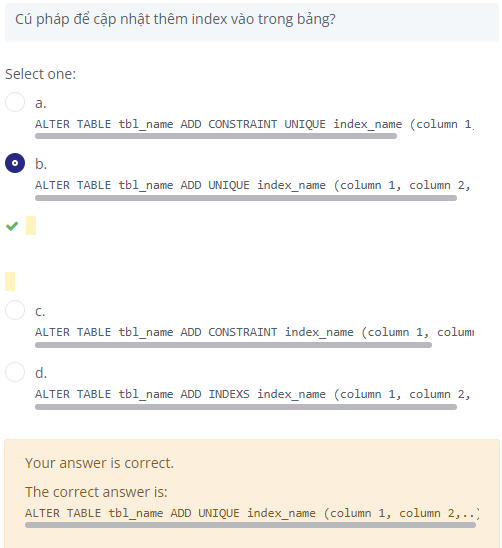 Cú pháp để cập nhật thêm index vào trong bảng?
Select one:
a.
ALTER TABLE tbl_name ADD CONSTRAINT UNIQUE index_name (column 1,
b.
ALTER TABLE tbl_name ADD UNIQUE index_name (column 1, column 2,
c.
ALTER TABLE tbl_name ADD CONSTRAINT index_name (column 1, colum
d.
ALTER TABLE tbl_name ADD INDEXS index_name (column 1, column 2,
Your answer is correct.
The correct answer is:
ALTER TABLE tbl_name ADD UNIQUE index_name (column 1, column 2,..)